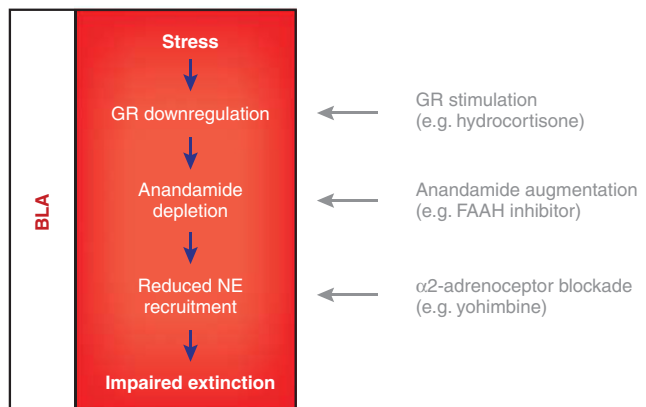 BLA
Stress
GR downregulation
Anandamide
depletion
Reduced NE
recruitment
Impaired extinction
GR stimulation
(e.g. hydrocortisone)
Anandamide augmentation
(e.g. FAAH inhibitor)
α2-adrenoceptor blockade
(e.g. yohimbine)